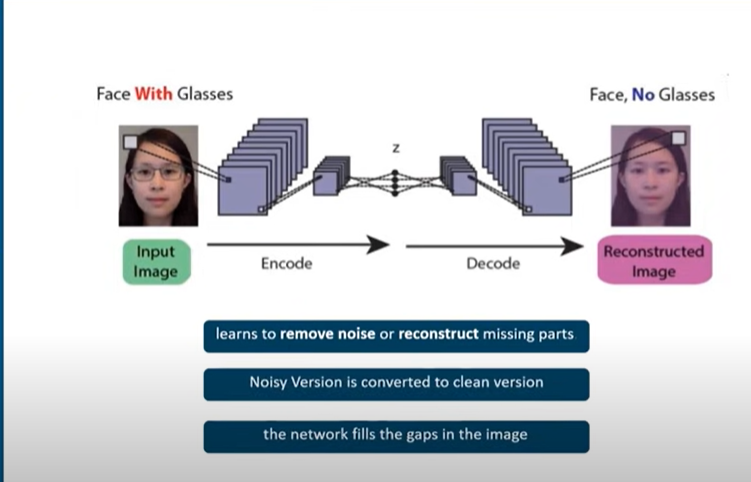 Face With Glasses
Face, No Glasses
z
Input
Image
Encode
Decode
Reconstructed
Image
learns to remove noise or reconstruct missing parts
Noisy Version is converted to clean version
the network fills the gaps in the image